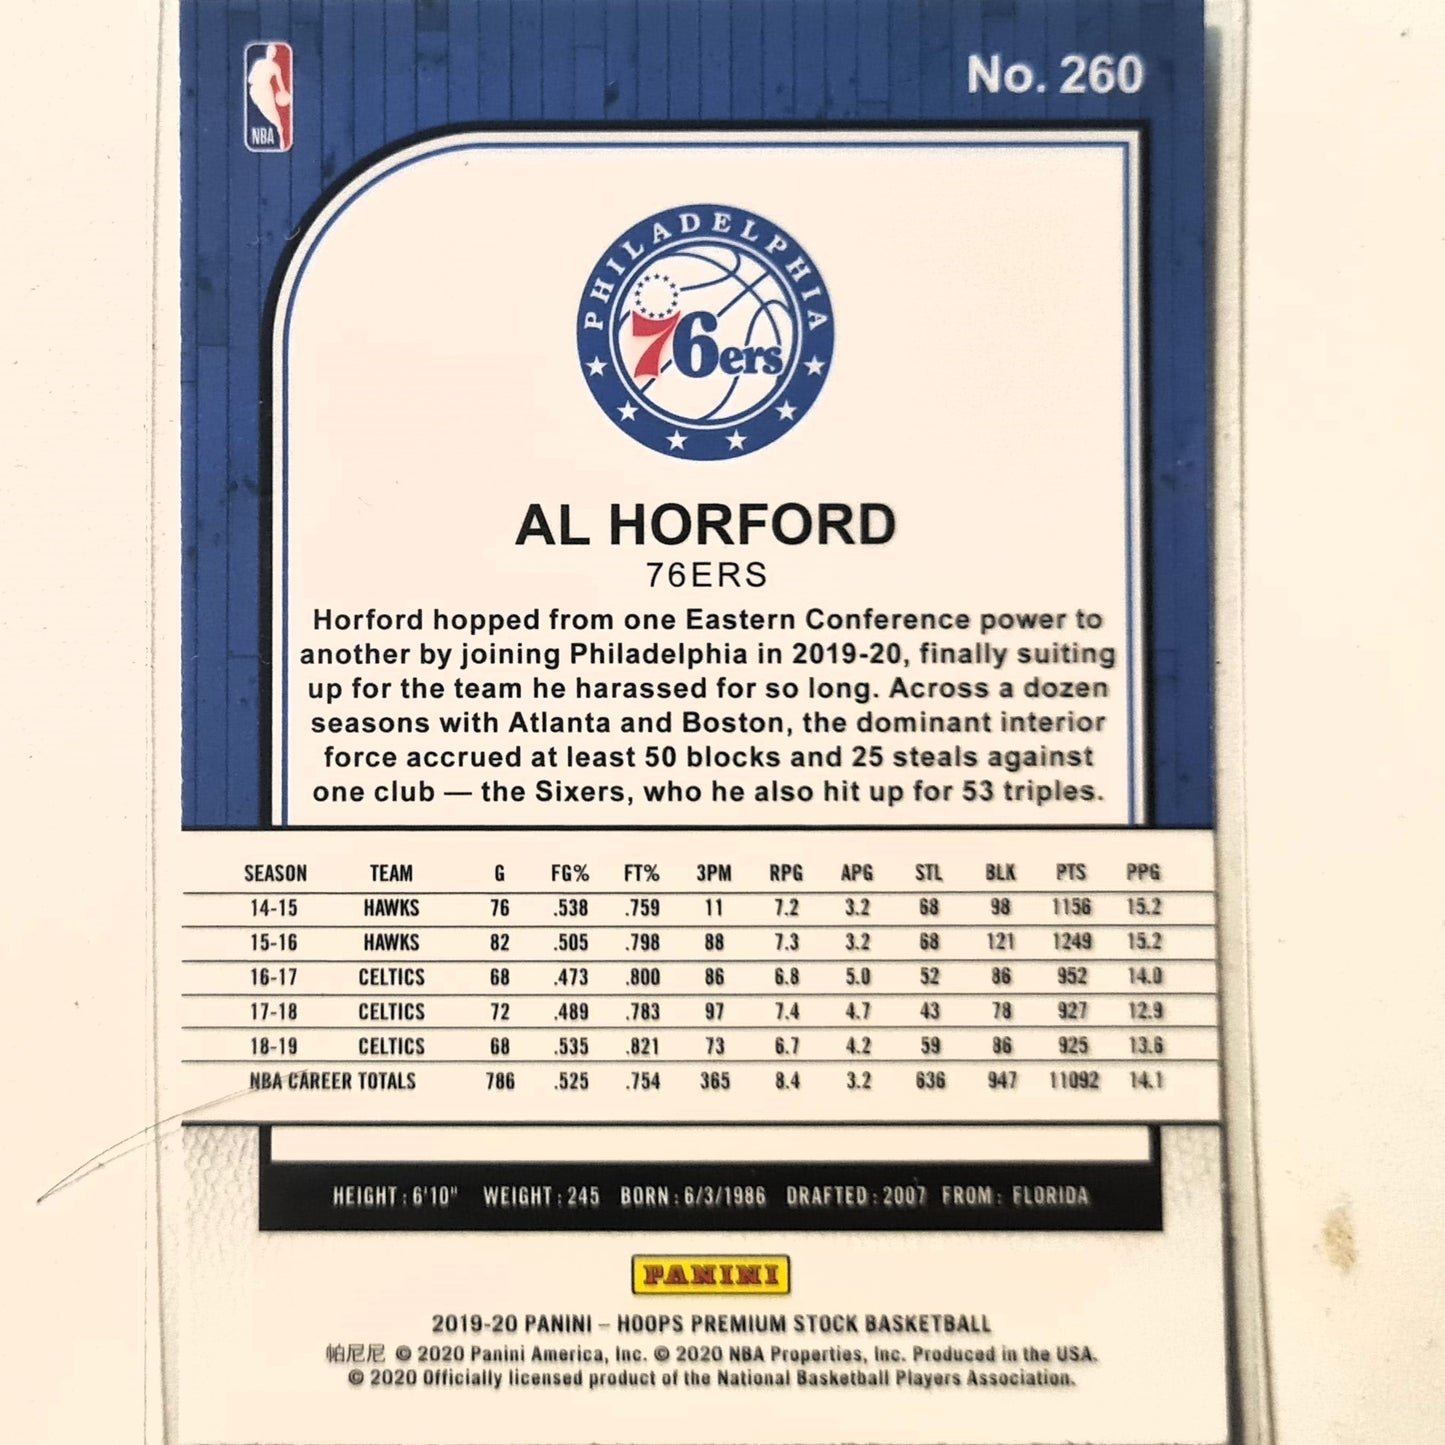 NBA
No. 260
PHILADELPHIA
76ers
AL HORFORD
76ERS
Horford hopped from one Eastern Conference power to
another by joining Philadelphia in 2019-20, finally suiting
up for the team he harassed for so long. Across a dozen
seasons with Atlanta and Boston, the dominant interior
force accrued at least 50 blocks and 25 steals against
one club — the Sixers, who he also hit up for 53 triples.
SEASON TEAM G FG% FT% 3PM RPG APG STL BLK PTS PPG
14-15 HAWKS 76 .538 .759 11 7.2 3.2 68 98 1156 15.2
15-16 HAWKS 82 .505 .798 88 7.3 3.2 68 121 1249 15.2
16-17 CELTICS 68 .473 .800 86 6.8 5.0 52 86 952 14.0
17-18 CELTICS 72 .489 .783 97 7.4 4.7 43 78 927 12.9
18-19 CELTICS 68 .535 .821 73 6.7 4.2 59 86 925 13.6
NBA CAREER TOTALS 786 .525 .754 365 8.4 3.2 636 947 11092 14.1
HEIGHT : 6'10" WEIGHT : 245 BORN : 6/3/1986 DRAFTED : 2007 FROM : FLORIDA
PANINI
2019-20 PANINI – HOOPS PREMIUM STOCK BASKETBALL
帕尼尼 © 2020 Panini America, Inc. © 2020 NBA Properties, Inc. Produced in the USA.
© 2020 Officially licensed product of the National Basketball Players Association.